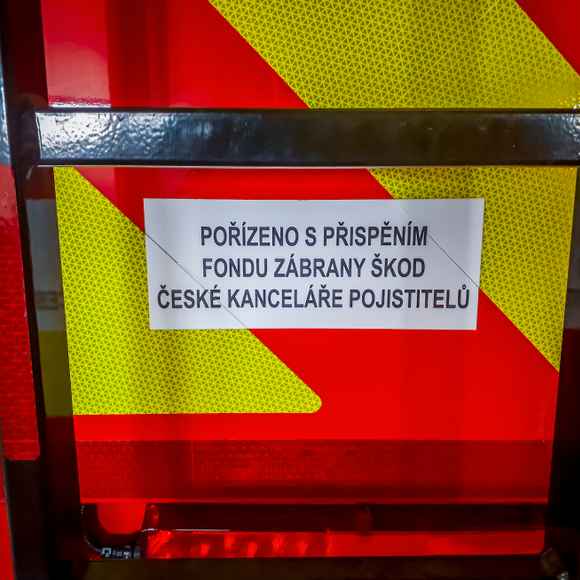 POŘÍZENO S PŘISPĚNÍM
FONDU ZÁBRANY ŠKOD
ČESKÉ KANCELÁŘE POJISTITELŮ